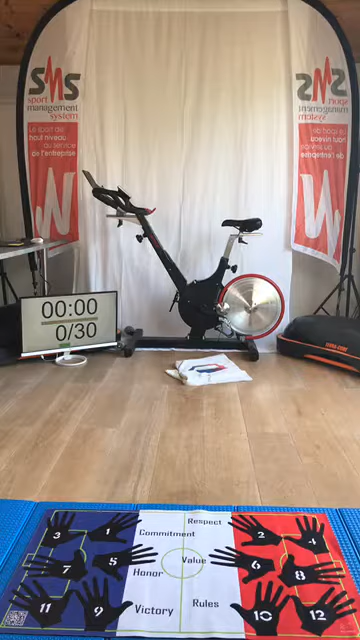 SMS
sport
management
system
Le sport de
haut niveau
au service
de l'entreprise
SMS
sport
management
system
Le sport de
haut niveau
au service
de l'entreprise
00:00
0/30
Respect
Commitment
Value
Honor
Victory
Rules
3
1
7
5
11
9
2
4
6
8
10
12